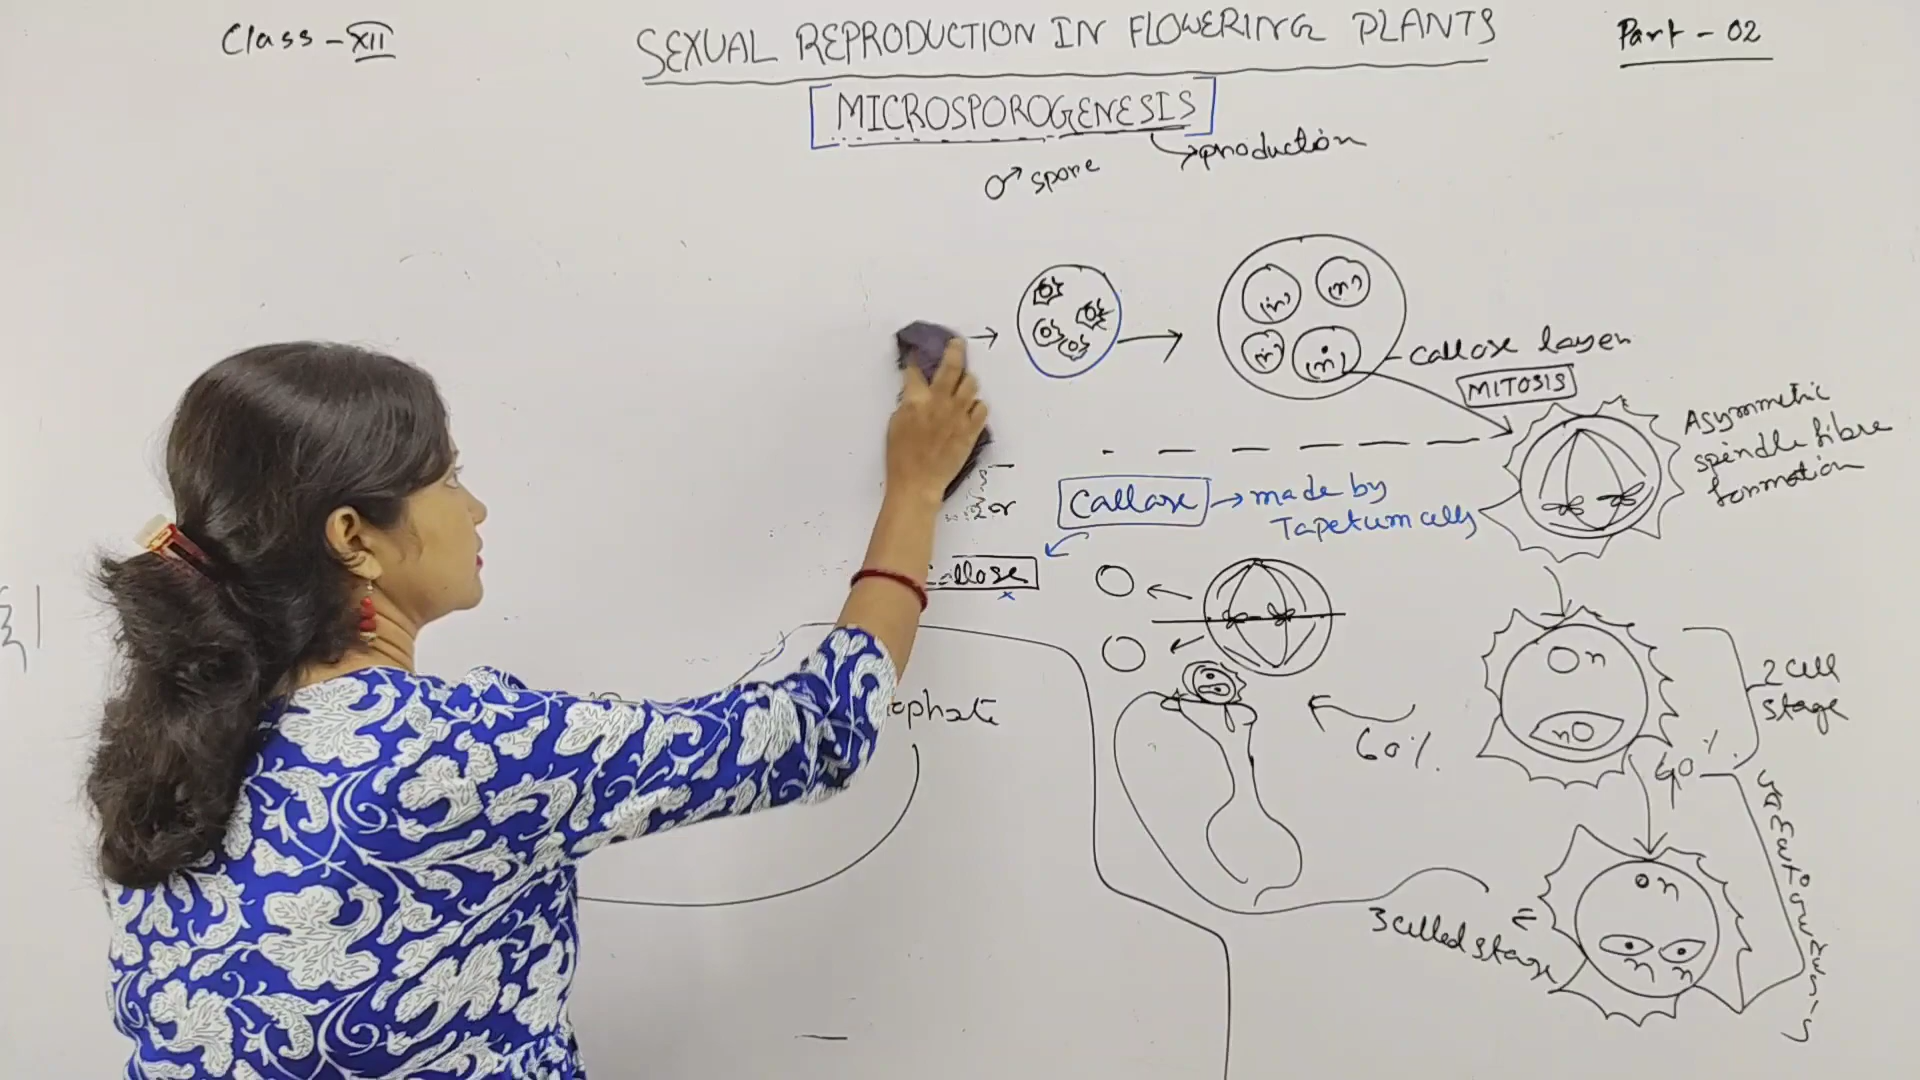 Class - XII
SEXUAL REPRODUCTION IN FLOWERING PLANTS
Part - 02
MICROSPOROGENESIS
→ production
♂ spore
(n)
(n)
(n)
(n)
Callose layer
MITOSIS
Asymmetric
spindle fibre
formation
Callase → made by
Tapetum cells
Callose
n
n
2 cell
stage
60%.
40%.
3 celled stage
n
n
n